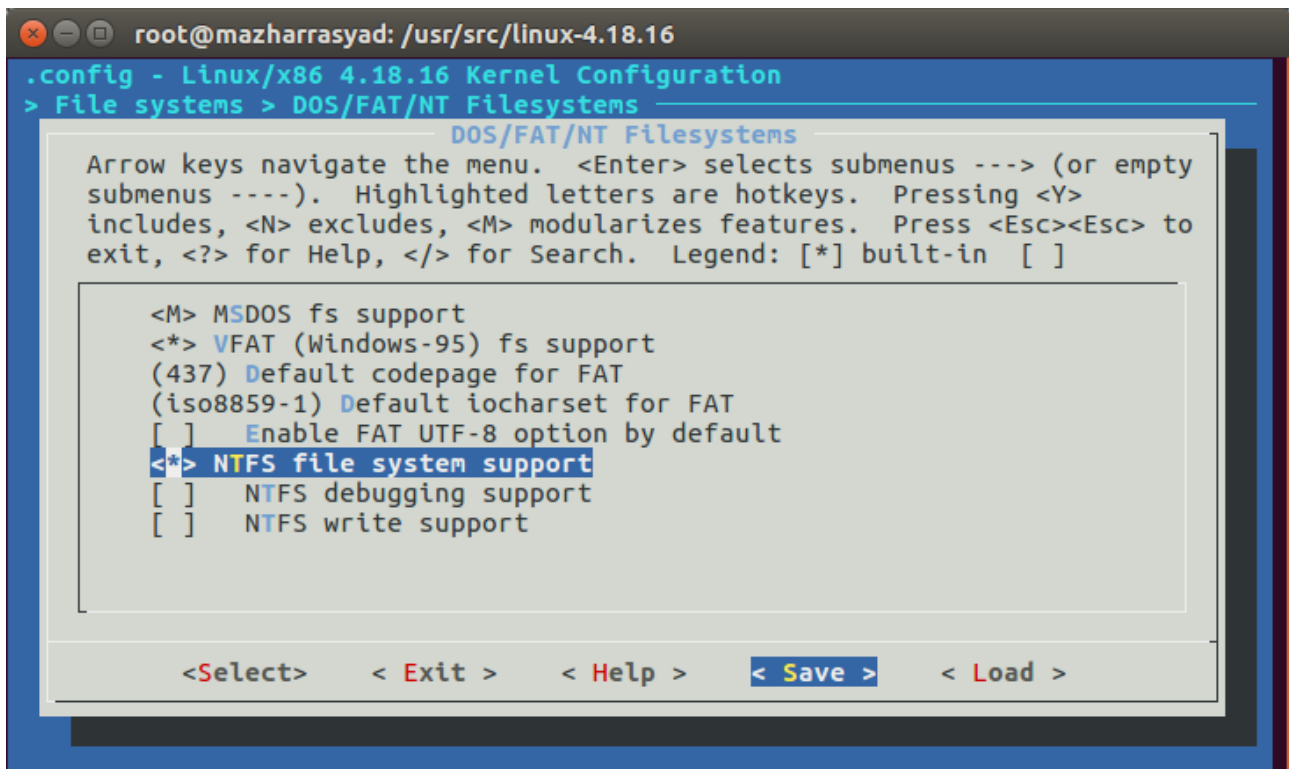 root@mazharrasyad: /usr/src/linux-4.18.16
.config - Linux/x86 4.18.16 Kernel Configuration
> File systems > DOS/FAT/NT Filesystems
DOS/FAT/NT Filesystems
Arrow keys navigate the menu.  <Enter> selects submenus ---> (or empty
submenus ----).  Highlighted letters are hotkeys.  Pressing <Y>
includes, <N> excludes, <M> modularizes features.  Press <Esc><Esc> to
exit, <?> for Help, </> for Search.  Legend: [*] built-in  [ ]
<M> MSDOS fs support
<*> VFAT (Windows-95) fs support
(437) Default codepage for FAT
(iso8859-1) Default iocharset for FAT
[ ]   Enable FAT UTF-8 option by default
<*> NTFS file system support
[ ]   NTFS debugging support
[ ]   NTFS write support
<Select>    < Exit >    < Help >    < Save >    < Load >